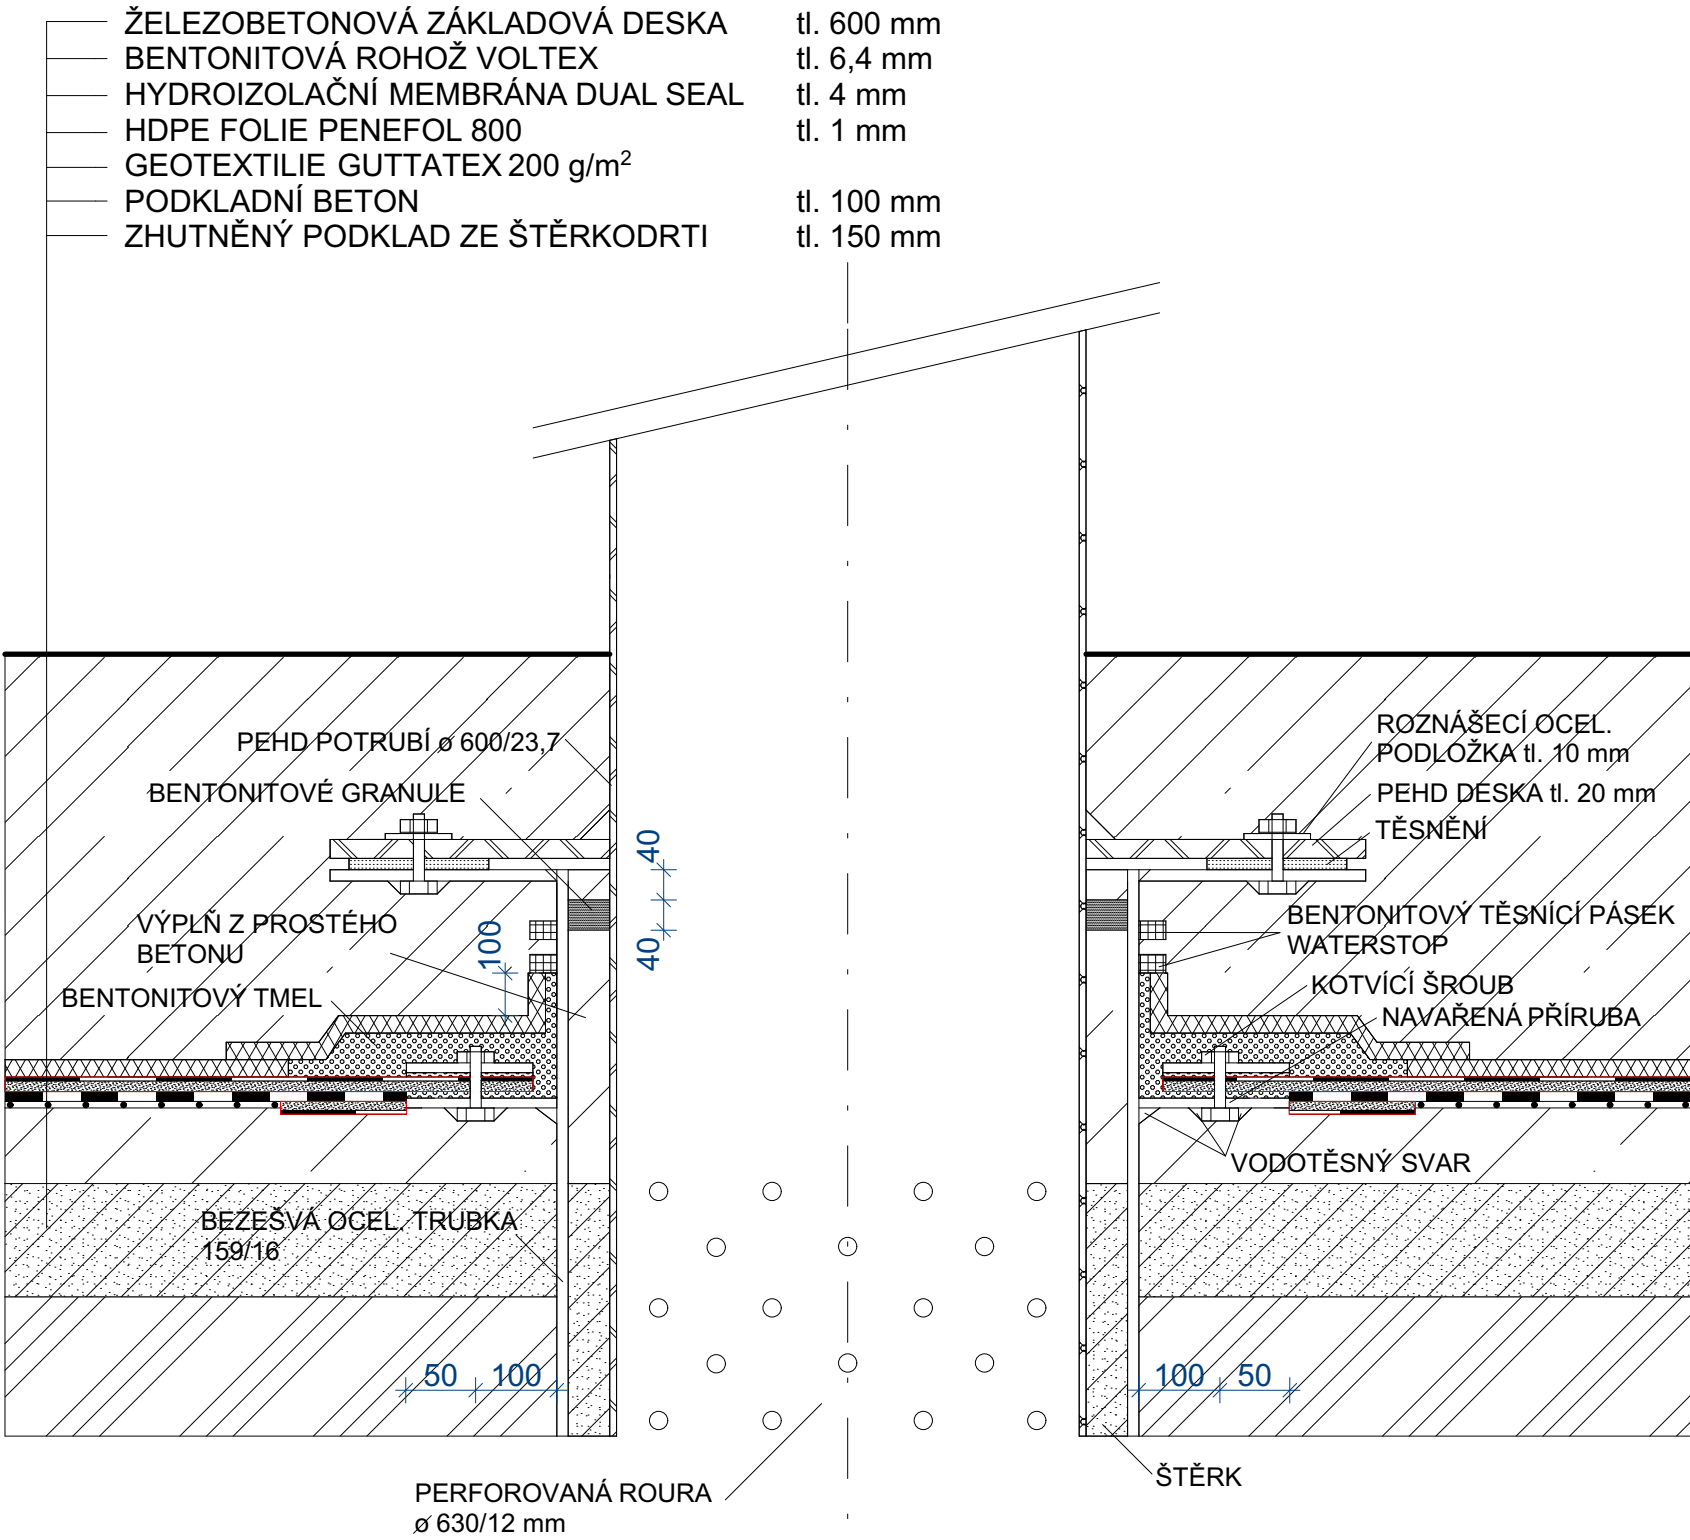 ŽELEZOBETONOVÁ ZÁKLADOVÁ DESKA tl. 600 mm
BENTONITOVÁ ROHOŽ VOLTEX tl. 6,4 mm
HYDROIZOLAČNÍ MEMBRÁNA DUAL SEAL tl. 4 mm
HDPE FOLIE PENEFOL 800 tl. 1 mm
GEOTEXTILIE GUTTATEX 200 g/m²
PODKLADNÍ BETON tl. 100 mm
ZHUTNĚNÝ PODKLAD ZE ŠTĚRKODRTI tl. 150 mm
PEHD POTRUBÍ ø 600/23,7
BENTONITOVÉ GRANULE
VÝPLŇ Z PROSTÉHO
BETONU
BENTONITOVÝ TMEL
100
40
40
ROZNÁŠECÍ OCEL.
PODLOŽKA tl. 10 mm
PEHD DESKA tl. 20 mm
TĚSNĚNÍ
BENTONITOVÝ TĚSNÍCÍ PÁSEK
WATERSTOP
KOTVÍCÍ ŠROUB
NAVAŘENÁ PŘÍRUBA
VODOTĚSNÝ SVAR
BEZEŠVÁ OCEL. TRUBKA
159/16
50 100
100 50
PERFOROVANÁ ROURA
ø 630/12 mm
ŠTĚRK